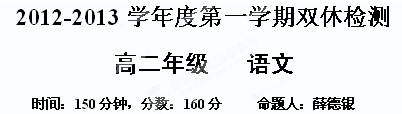 2012-2013 学年度第一学期双休检测
高二年级 语文
时间：150 分钟，分数：160 分 命题人：薛德银